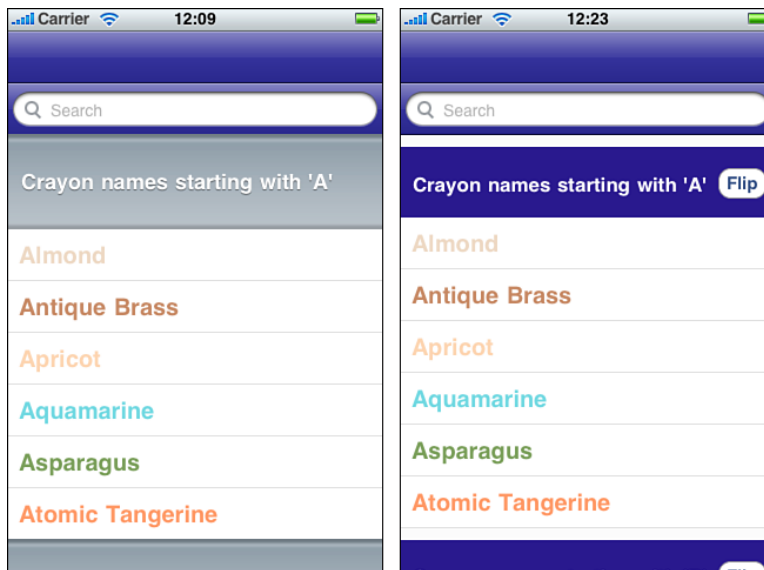 Carrier 12:09
Search
Crayon names starting with 'A'
Almond
Antique Brass
Apricot
Aquamarine
Asparagus
Atomic Tangerine
Carrier 12:23
Search
Crayon names starting with 'A' Flip
Almond
Antique Brass
Apricot
Aquamarine
Asparagus
Atomic Tangerine